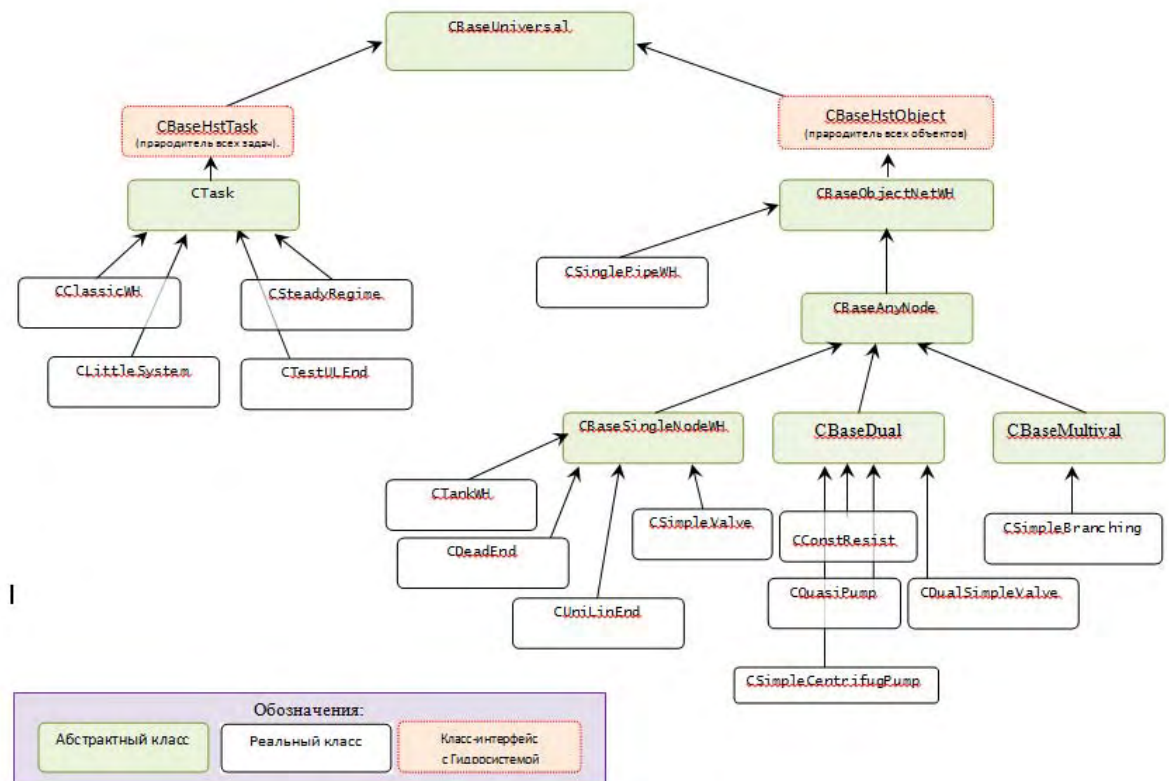 CBaseUniversal
CBaseHstTask
(прародитель всех задач).
CBaseHstObject
(прародитель всех объектов)
CTask
CBaseObjectNetWH
CClassicWH
CSteadyRegime
CSinglePipeWH
CBaseAnyNode
CLittleSystem
CTestULEnd
CBaseSingleNodeWH
CBaseDual
CBaseMultival
CTankWH
CSimpleValve
CConstResist
CSimpleBranching
CDeadEnd
CUniLinEnd
CQuasiPump
CDualSimpleValve
CSimpleCentrifugPump
Обозначения:
Абстрактный класс
Реальный класс
Класс-интерфейс
с Гидросистемой